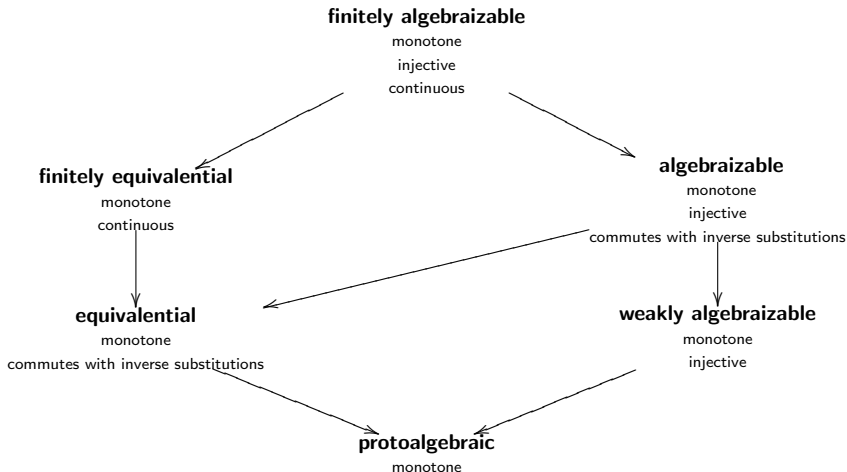 finitely algebraizable
monotone
injective
continuous
finitely equivalential
monotone
continuous
algebraizable
monotone
injective
commutes with inverse substitutions
equivalential
monotone
commutes with inverse substitutions
weakly algebraizable
monotone
injective
protoalgebraic
monotone